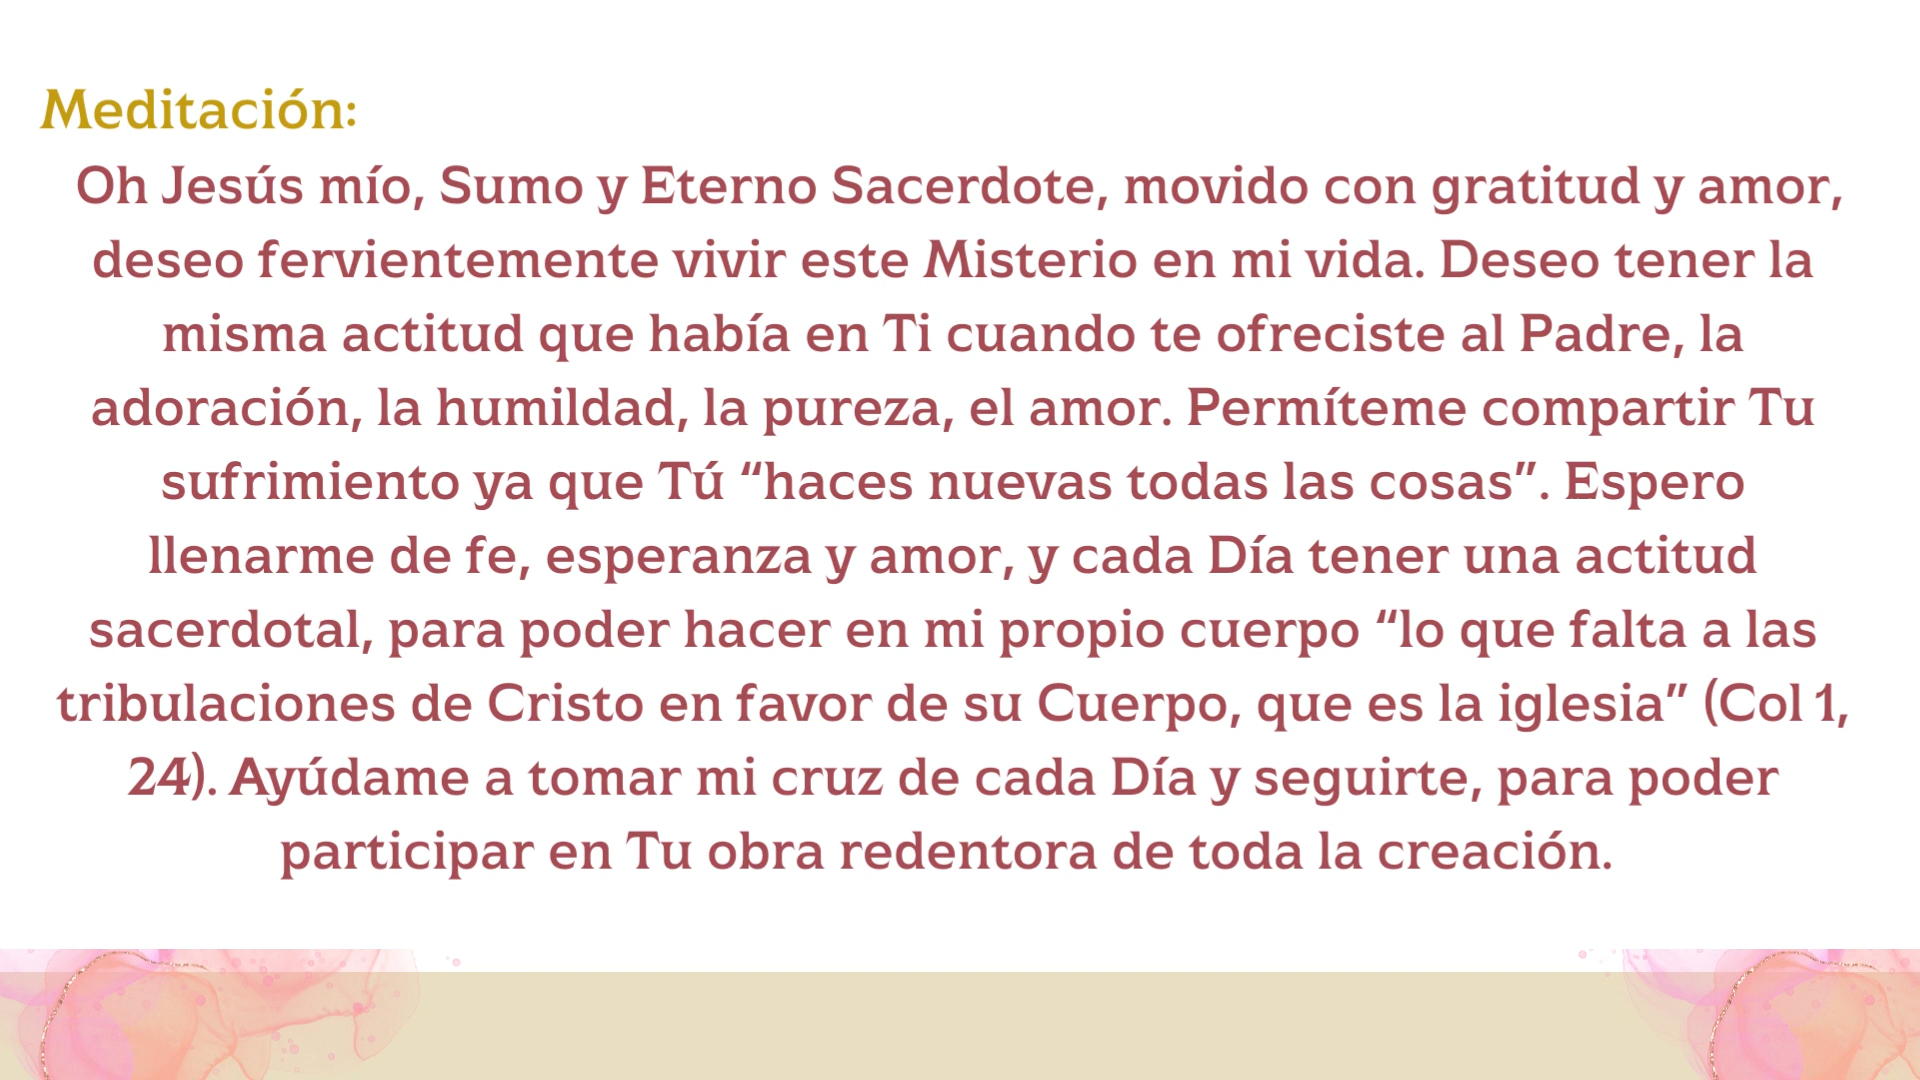 Meditación:
Oh Jesús mío, Sumo y Eterno Sacerdote, movido con gratitud y amor,
deseo fervientemente vivir este Misterio en mi vida. Deseo tener la
misma actitud que había en Ti cuando te ofreciste al Padre, la
adoración, la humildad, la pureza, el amor. Permíteme compartir Tu
sufrimiento ya que Tú “haces nuevas todas las cosas”. Espero
llenarme de fe, esperanza y amor, y cada Día tener una actitud
sacerdotal, para poder hacer en mi propio cuerpo “lo que falta a las
tribulaciones de Cristo en favor de su Cuerpo, que es la iglesia” (Col 1,
24). Ayúdame a tomar mi cruz de cada Día y seguirte, para poder
participar en Tu obra redentora de toda la creación.